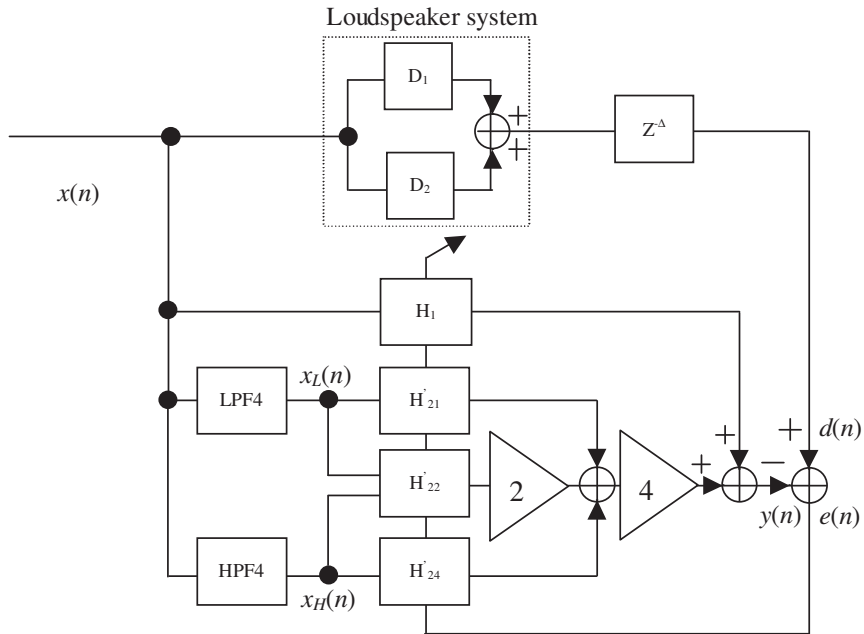 Loudspeaker system
D₁
+
+
D₂
Z^-Δ
x(n)
H₁
x_L(n)
LPF4
H'₂₁
+
+
d(n)
H'₂₂
2
4
+
−
y(n)
e(n)
HPF4
H'₂₄
x_H(n)